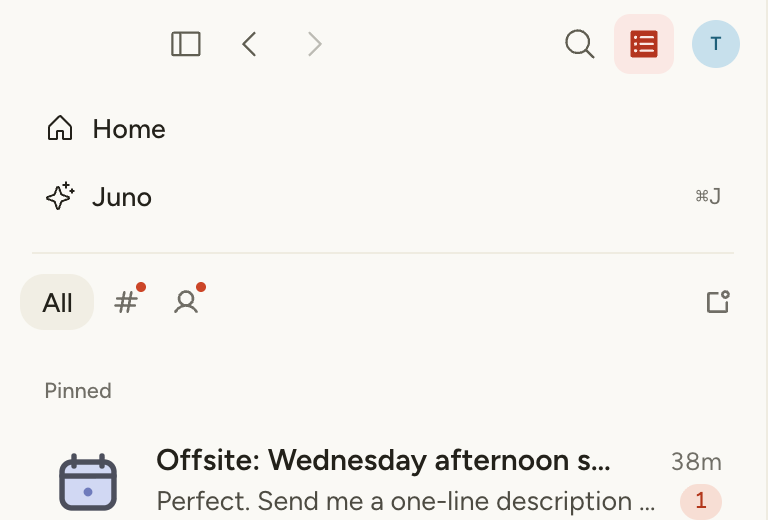 T
Home
Juno ⌘J
All
Pinned
Offsite: Wednesday afternoon s... 38m
Perfect. Send me a one-line description ... 1